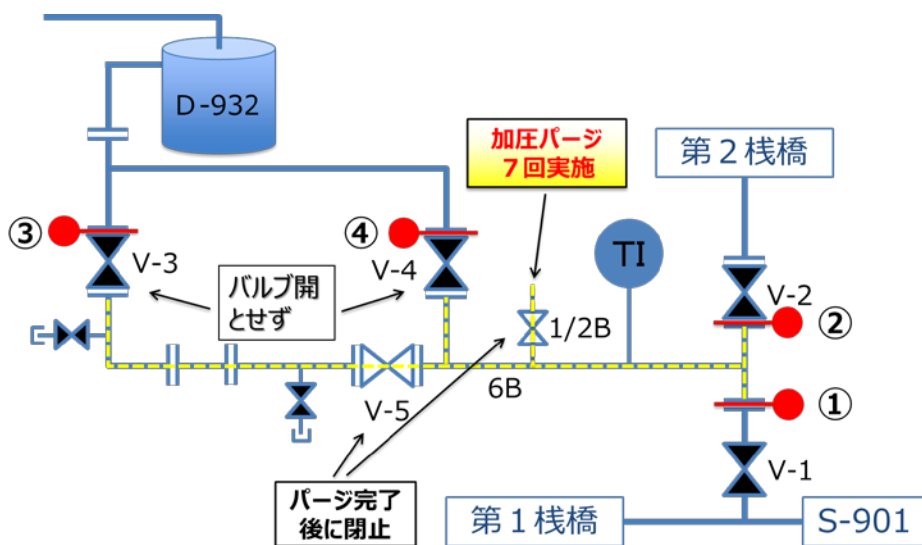 D-932
加圧パージ
7回実施
第2桟橋
③
④
TI
V-3
V-4
V-2
バルブ開
とせず
②
1/2B
6B
①
V-5
V-1
パージ完了
後に閉止
第1桟橋
S-901